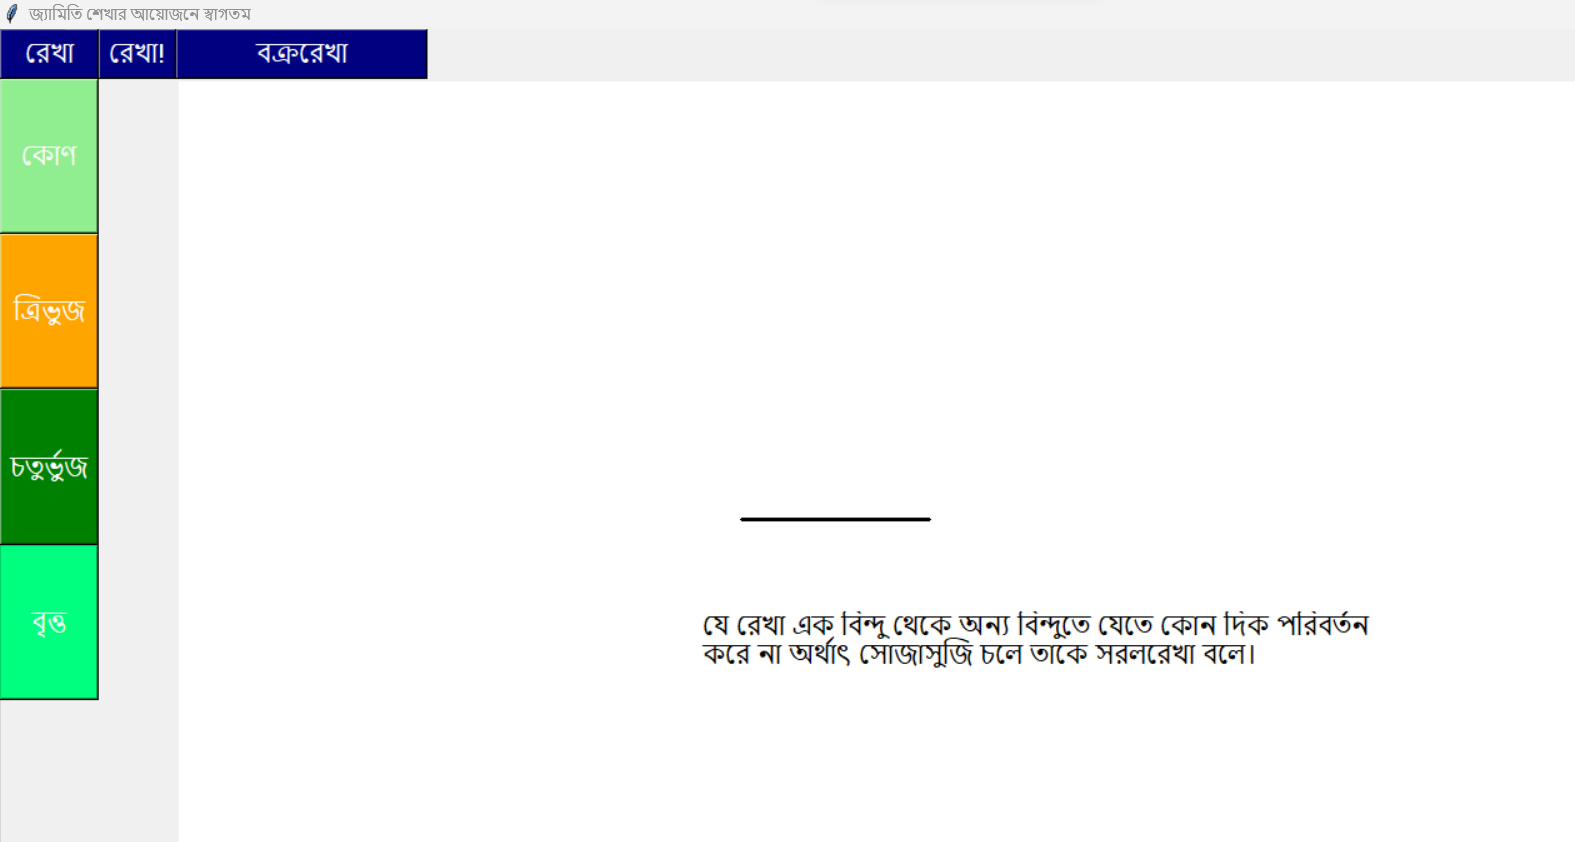 জ্যামিতি শেখার আয়োজনে স্বাগতম
রেখা রেখা! বক্ররেখা
কোণ
ত্রিভুজ
চতুর্ভুজ
বৃত্ত
যে রেখা এক বিন্দু থেকে অন্য বিন্দুতে যেতে কোন দিক পরিবর্তন
করে না অর্থাৎ সোজাসুজি চলে তাকে সরলরেখা বলে।